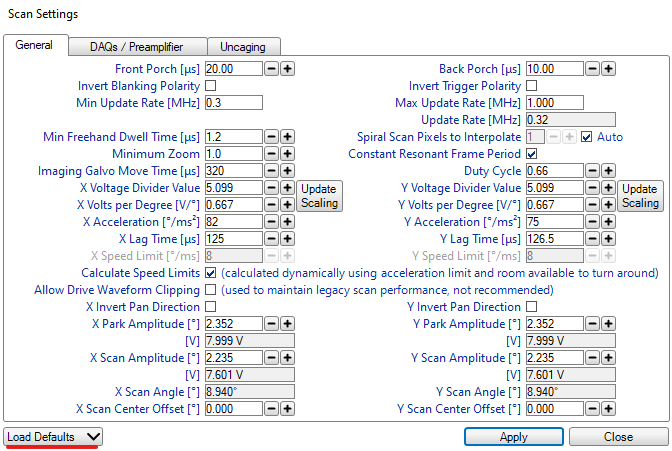 Scan Settings
General DAQs / Preamplifier Uncaging
Front Porch [µs] 20.00 Back Porch [µs] 10.00
Invert Blanking Polarity Invert Trigger Polarity
Min Update Rate [MHz] 0.3 Max Update Rate [MHz] 1.000
Update Rate [MHz] 0.32
Min Freehand Dwell Time [µs] 1.2 Spiral Scan Pixels to Interpolate 1 Auto
Minimum Zoom 1.0 Constant Resonant Frame Period
Imaging Galvo Move Time [µs] 320 Duty Cycle 0.66
X Voltage Divider Value 5.099 Update Y Voltage Divider Value 5.099 Update
X Volts per Degree [V/°] 0.667 Scaling Y Volts per Degree [V/°] 0.667 Scaling
X Acceleration [°/ms²] 82 Y Acceleration [°/ms²] 75
X Lag Time [µs] 125 Y Lag Time [µs] 126.5
X Speed Limit [°/ms] 8 Y Speed Limit [°/ms] 8
Calculate Speed Limits (calculated dynamically using acceleration limit and room available to turn around)
Allow Drive Waveform Clipping (used to maintain legacy scan performance, not recommended)
X Invert Pan Direction Y Invert Pan Direction
X Park Amplitude [°] 2.352 Y Park Amplitude [°] 2.352
[V] 7.999 V [V] 7.999 V
X Scan Amplitude [°] 2.235 Y Scan Amplitude [°] 2.235
[V] 7.601 V [V] 7.601 V
X Scan Angle [°] 8.940° Y Scan Angle [°] 8.940°
X Scan Center Offset [°] 0.000 Y Scan Center Offset [°] 0.000
Load Defaults Apply Close